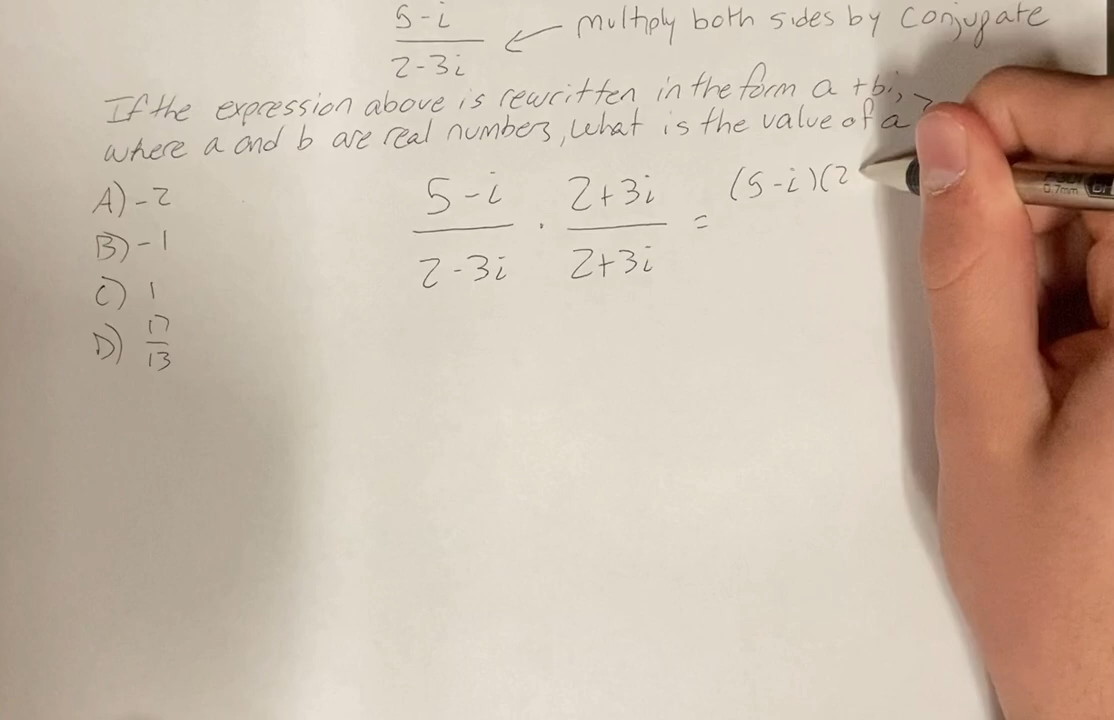 5-i
2-3i
multiply both sides by conjugate
If the expression above is rewritten in the form a + bi,
where a and b are real numbers, what is the value of a?
A) -2
B) -1
C) 1
D) 17/13
5-i / 2-3i · 2+3i / 2+3i = (5-i)(2
0.7mm